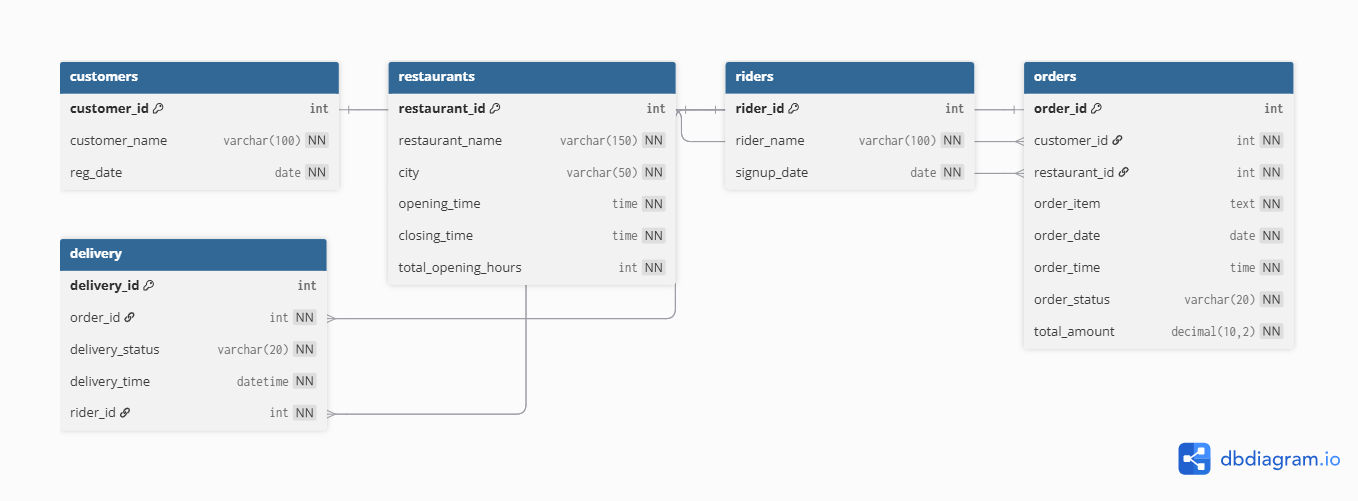 customers
customer_id int
customer_name varchar(100) NN
reg_date date NN
restaurants
restaurant_id int
restaurant_name varchar(150) NN
city varchar(50) NN
opening_time time NN
closing_time time NN
total_opening_hours int NN
riders
rider_id int
rider_name varchar(100) NN
signup_date date NN
orders
order_id int
customer_id int NN
restaurant_id int NN
order_item text NN
order_date date NN
order_time time NN
order_status varchar(20) NN
total_amount decimal(10,2) NN
delivery
delivery_id int
order_id int NN
delivery_status varchar(20) NN
delivery_time datetime NN
rider_id int NN
dbdiagram.io